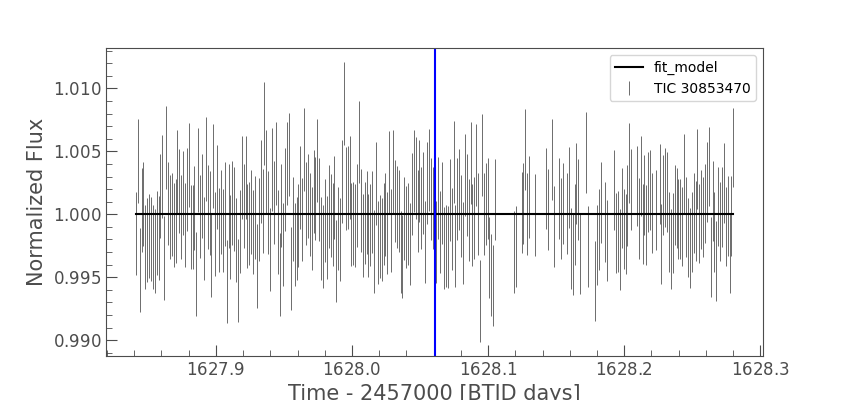 fit_model
TIC 30853470
1.010
1.005
1.000
0.995
0.990
Normalized Flux
1627.9 1628.0 1628.1 1628.2 1628.3
Time - 2457000 [BTJD days]